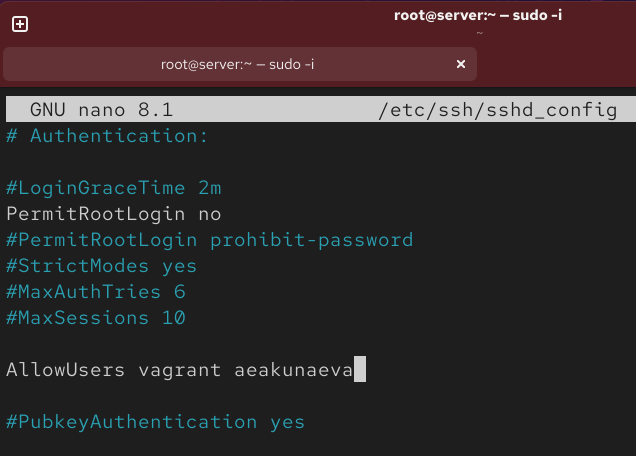 root@server:~ — sudo -i
~
root@server:~ — sudo -i ×
GNU nano 8.1 /etc/ssh/sshd_config
# Authentication:
#LoginGraceTime 2m
PermitRootLogin no
#PermitRootLogin prohibit-password
#StrictModes yes
#MaxAuthTries 6
#MaxSessions 10
AllowUsers vagrant aeakunaeva
#PubkeyAuthentication yes